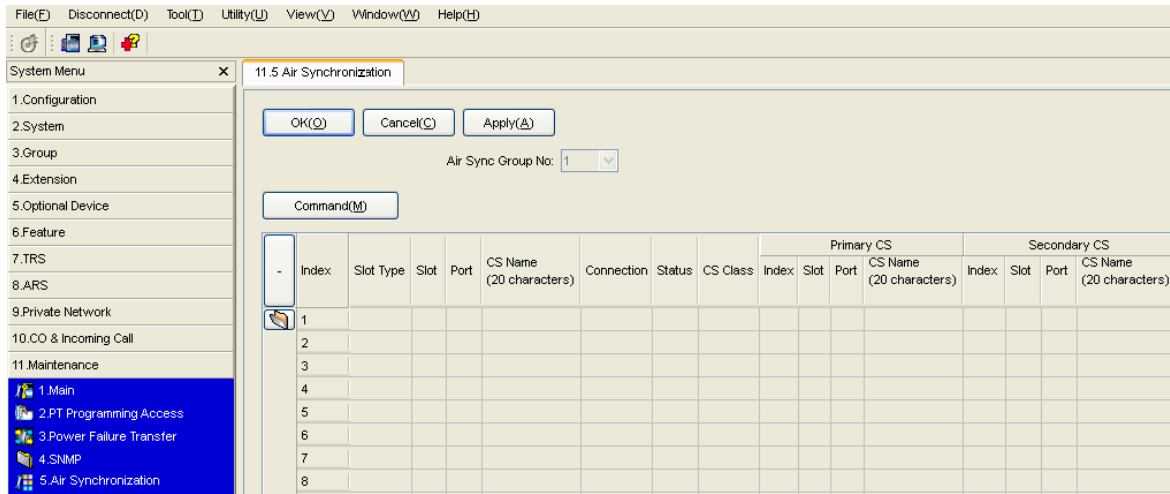 File(F) Disconnect(D) Tool(T) Utility(U) View(V) Window(W) Help(H)
System Menu x
11.5 Air Synchronization
1.Configuration
2.System
3.Group
4.Extension
5.Optional Device
6.Feature
7.TRS
8.ARS
9.Private Network
10.CO & Incoming Call
11.Maintenance
1.Main
2.PT Programming Access
3.Power Failure Transfer
4.SNMP
5.Air Synchronization
OK(O) Cancel(C) Apply(A)
Air Sync Group No: 1
Command(M)
Primary CS Secondary CS
- Index Slot Type Slot Port CS Name (20 characters) Connection Status CS Class Index Slot Port CS Name (20 characters) Index Slot Port CS Name (20 characters)
1
2
3
4
5
6
7
8